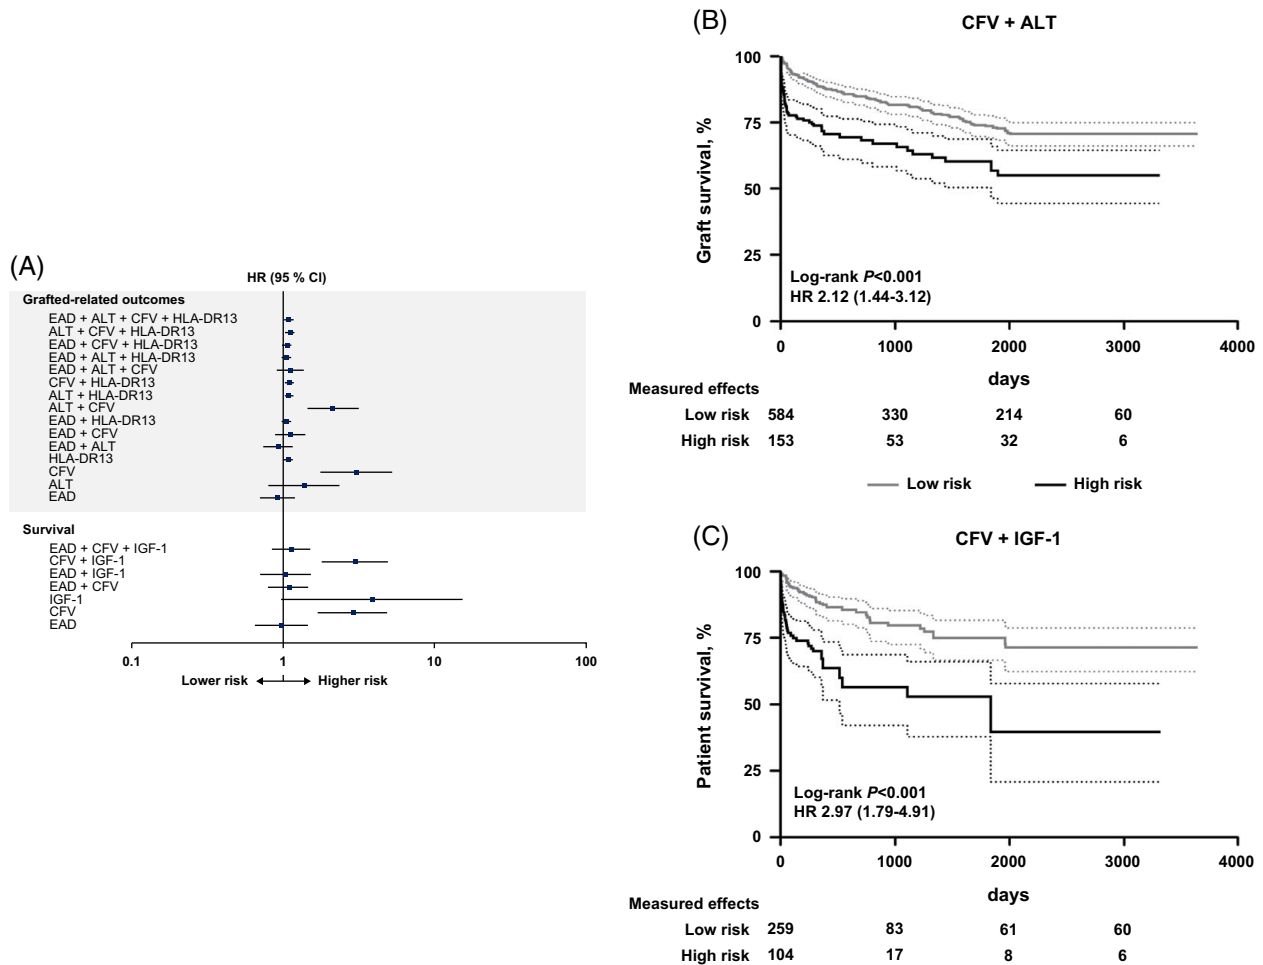 (A)
HR (95 % CI)
Grafted-related outcomes
EAD + ALT + CFV + HLA-DR13
ALT + CFV + HLA-DR13
EAD + CFV + HLA-DR13
EAD + ALT + HLA-DR13
EAD + ALT + CFV
CFV + HLA-DR13
ALT + HLA-DR13
ALT + CFV
EAD + HLA-DR13
EAD + CFV
EAD + ALT
HLA-DR13
CFV
ALT
EAD
Survival
EAD + CFV + IGF-1
CFV + IGF-1
EAD + IGF-1
EAD + CFV
IGF-1
CFV
EAD
0.1 1 10 100
Lower risk Higher risk
(B)
CFV + ALT
Graft survival, %
100
75
50
25
0
Log-rank P<0.001
HR 2.12 (1.44-3.12)
0 1000 2000 3000 4000
days
Measured effects
Low risk 584 330 214 60
High risk 153 53 32 6
Low risk High risk
(C)
CFV + IGF-1
Patient survival, %
100
75
50
25
0
Log-rank P<0.001
HR 2.97 (1.79-4.91)
0 1000 2000 3000 4000
days
Measured effects
Low risk 259 83 61 60
High risk 104 17 8 6